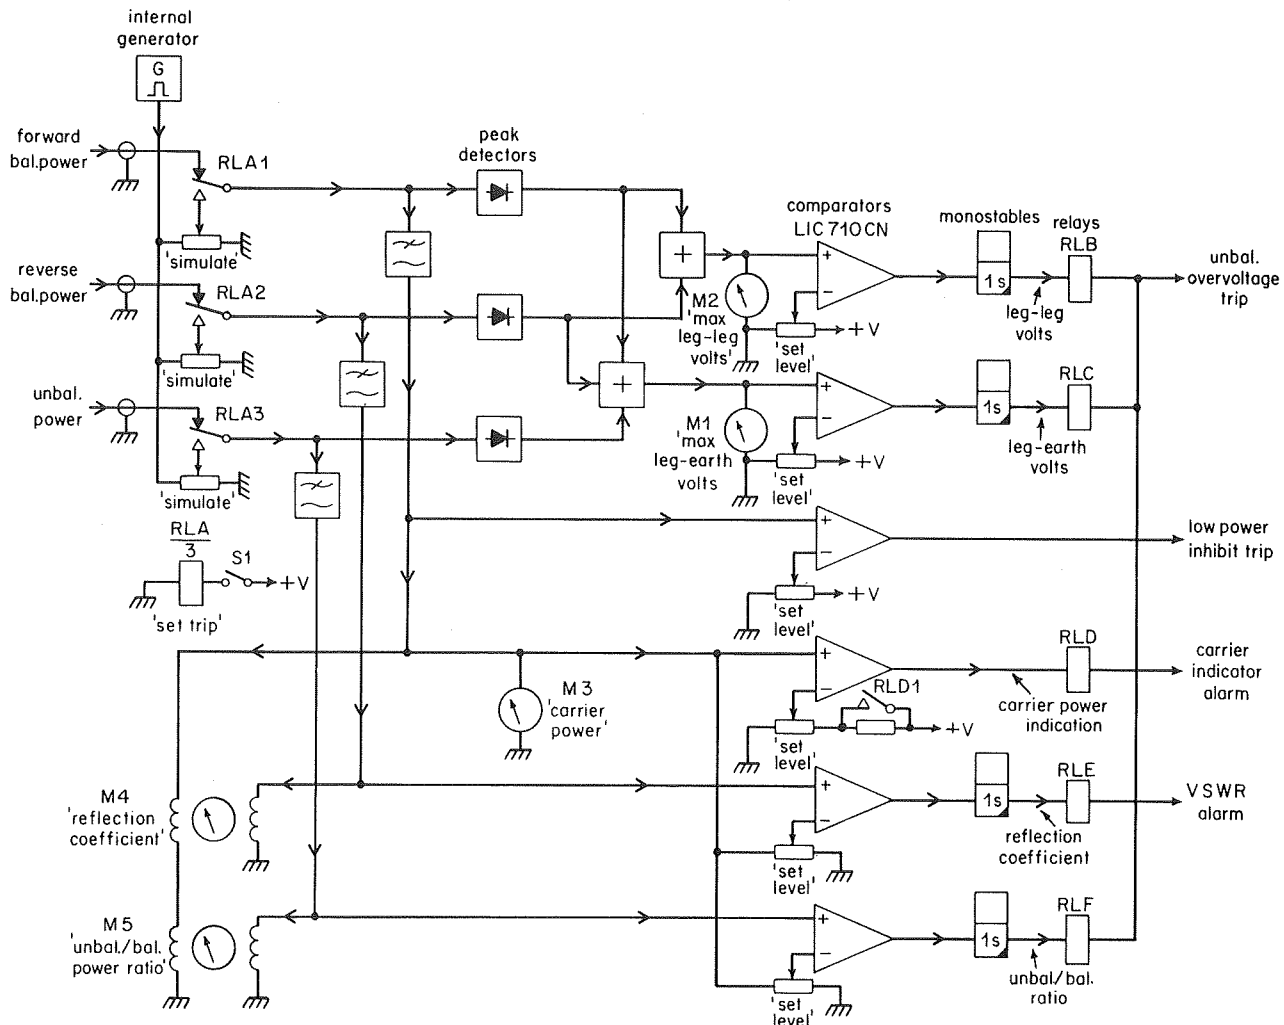 internal
generator
G
forward
bal.power
RLA1
'simulate'
reverse
bal.power
RLA2
'simulate'
unbal.
power
RLA3
'simulate'
RLA
3
S1
+V
'set trip'
peak
detectors
+
+
M2
'max
leg-leg
volts'
M1
'max
leg-earth
volts
comparators
LIC 710CN
+
−
+V
'set
level'
monostables
1s
leg-leg
volts
relays
RLB
unbal.
overvoltage
trip
+
−
+V
'set
level'
1s
leg-earth
volts
RLC
+
−
+V
'set
level'
low power
inhibit trip
M3
'carrier
power'
+
−
RLD1
+V
'set
level'
carrier power
indication
RLD
carrier
indicator
alarm
M4
'reflection
coefficient'
+
−
'set
level'
1s
reflection
coefficient
RLE
VSWR
alarm
M5
'unbal./bal.
power ratio'
+
−
'set
level'
1s
unbal/bal.
ratio
RLF